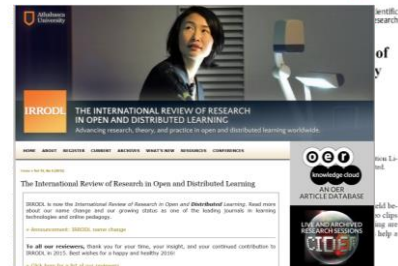 Athabasca
University
IRRODL
THE INTERNATIONAL REVIEW OF RESEARCH
IN OPEN AND DISTRIBUTED LEARNING
Advancing research, theory, and practice in open and distributed learning worldwide.
HOME ABOUT REGISTER CURRENT ARCHIVES WHAT'S NEW RESOURCES CONFERENCES
The International Review of Research in Open and Distributed Learning
IRRODL is now the International Review of Research in Open and Distributed Learning. Read more
about our name change and our growing status as one of the leading journals in learning
technologies and online pedagogy.
» Announcement: IRRODL name change
To all our reviewers, thank you for your time, your insight, and your continued contribution to
IRRODL in 2015. Best wishes for a happy and healthy 2016!
oer
knowledge cloud
AN OER
ARTICLE DATABASE
LIVE AND ARCHIVED
RESEARCH SESSIONS
CIDER
of
y